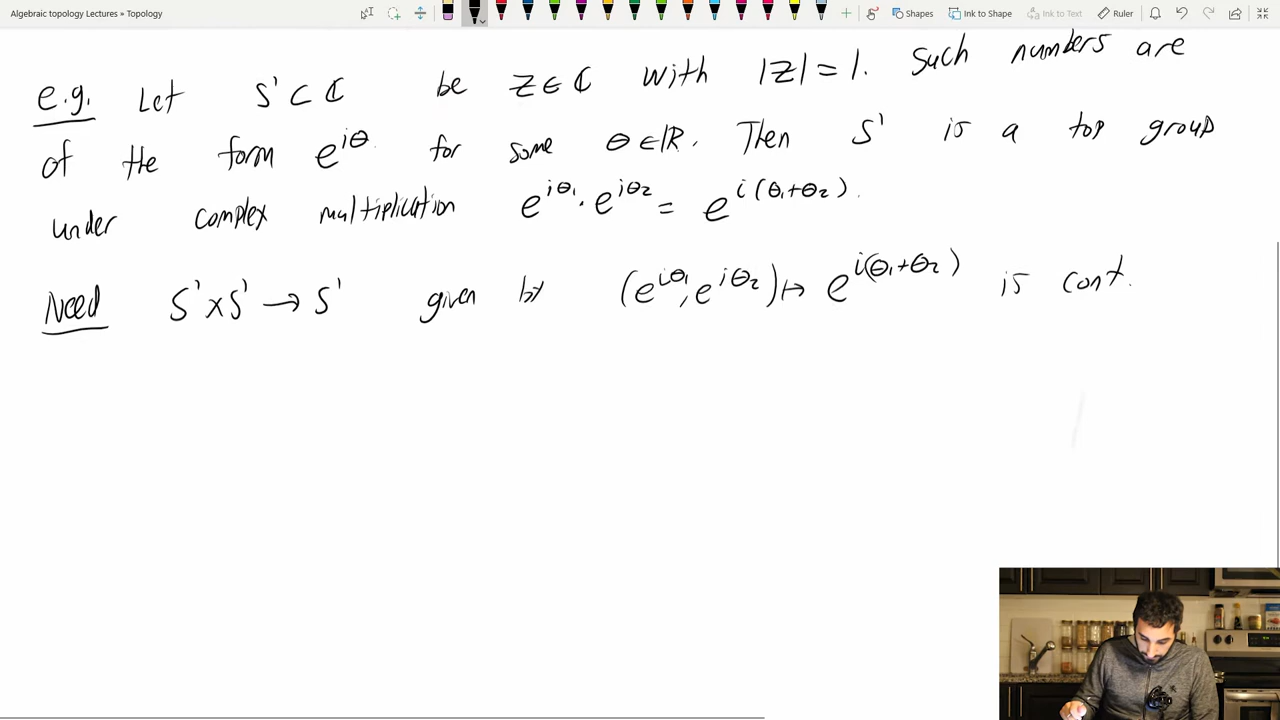 Algebraic topology Lectures » Topology
Shapes Ink to Shape Ink to Text Ruler
e.g. Let S¹ ⊂ ℂ be z ∈ ℂ with |z| = 1. Such numbers are
of the form e^{iθ} for some θ ∈ ℝ. Then S¹ is a top group
under complex multiplication e^{iθ₁} · e^{iθ₂} = e^{i(θ₁+θ₂)}.
Need S¹ × S¹ → S¹ given by (e^{iθ₁}, e^{iθ₂}) ↦ e^{i(θ₁+θ₂)} is cont.